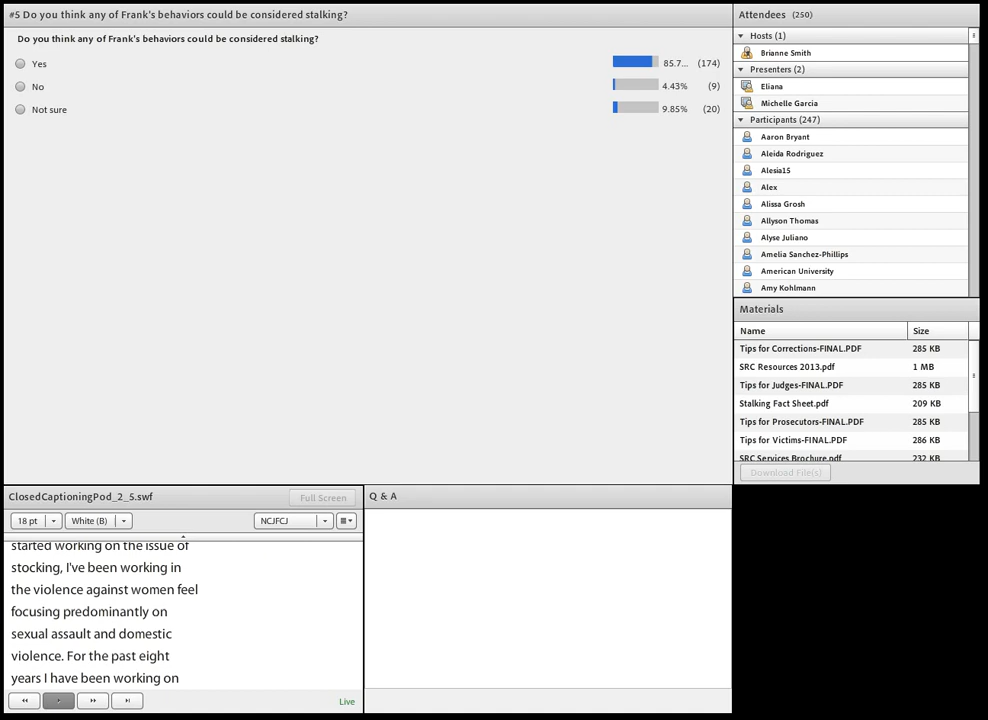 #5 Do you think any of Frank's behaviors could be considered stalking?
Do you think any of Frank's behaviors could be considered stalking?
Yes 85.7... (174)
No 4.43% (9)
Not sure 9.85% (20)
Attendees (250)
Hosts (1)
Brianne Smith
Presenters (2)
Eliana
Michelle Garcia
Participants (247)
Aaron Bryant
Aleida Rodriguez
Alesia15
Alex
Alissa Grosh
Allyson Thomas
Alyse Juliano
Amelia Sanchez-Phillips
American University
Amy Kohlmann
Materials
Name Size
Tips for Corrections-FINAL.PDF 285 KB
SRC Resources 2013.pdf 1 MB
Tips for Judges-FINAL.PDF 285 KB
Stalking Fact Sheet.pdf 209 KB
Tips for Prosecutors-FINAL.PDF 285 KB
Tips for Victims-FINAL.PDF 286 KB
SRC Services Brochure.pdf 232 KB
Download File(s)
ClosedCaptioningPod_2_5.swf Full Screen
18 pt White (B) NCJFCJ
started working on the issue of
stocking, I've been working in
the violence against women feel
focusing predominantly on
sexual assault and domestic
violence. For the past eight
years I have been working on
Live
Q & A